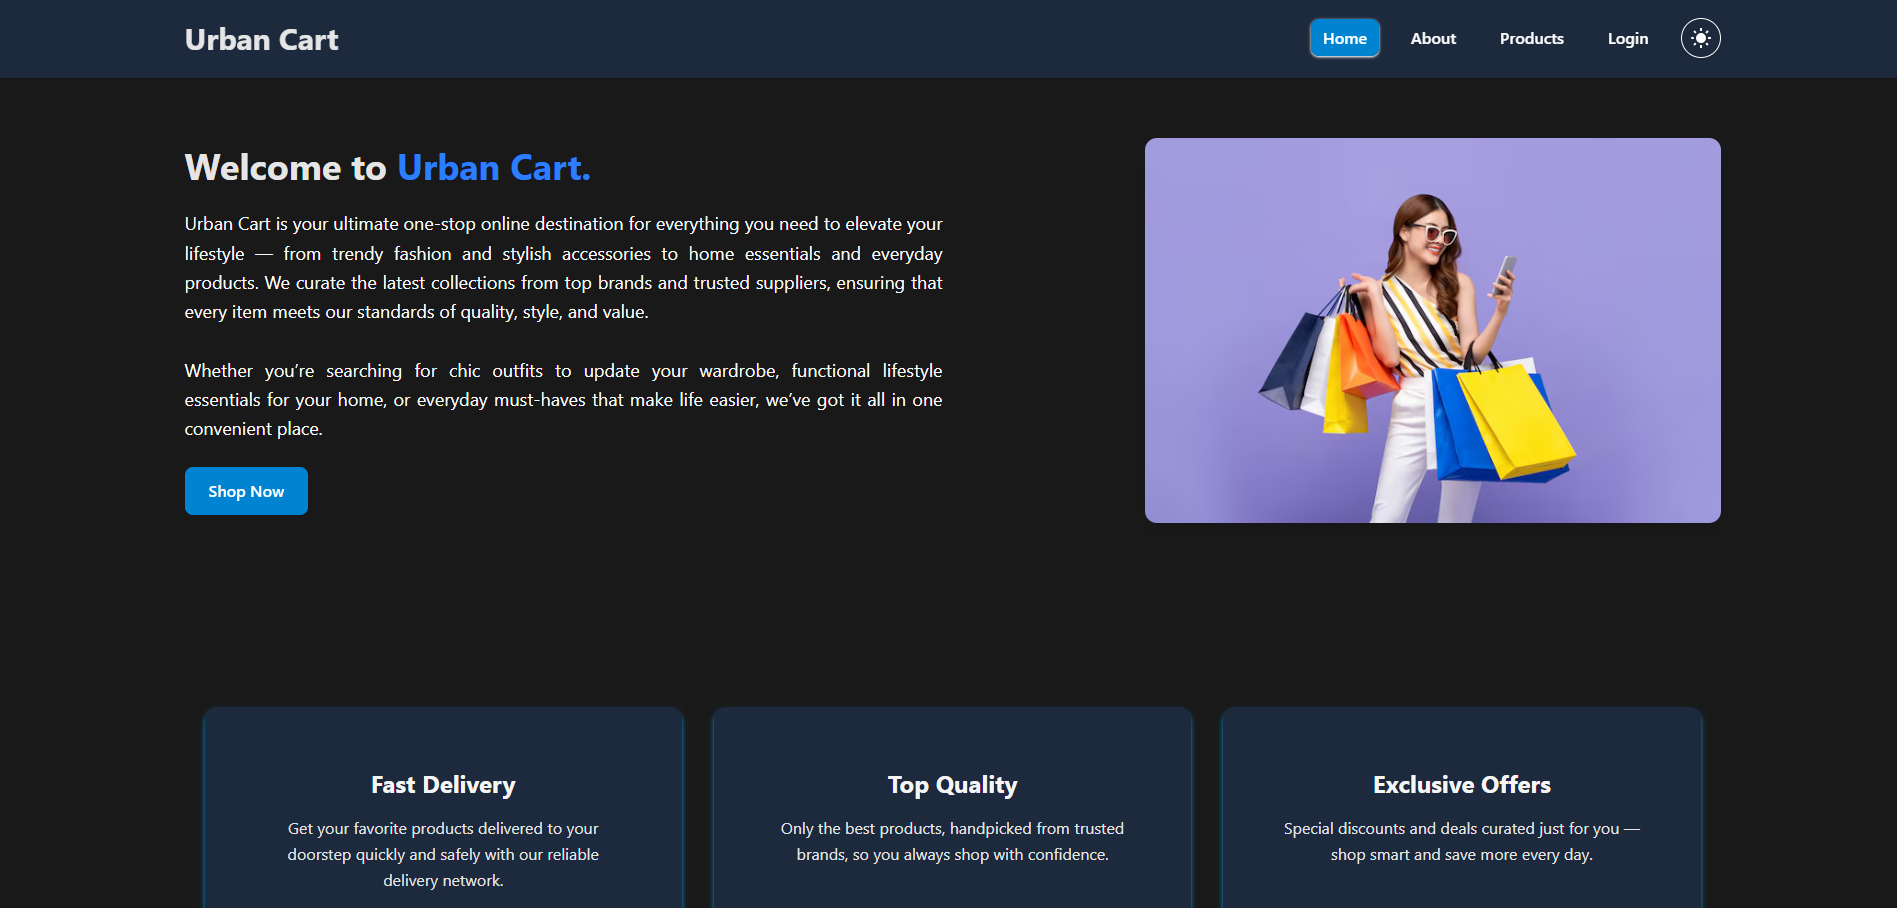 Urban Cart
Home
About
Products
Login
Welcome to Urban Cart.
Urban Cart is your ultimate one-stop online destination for everything you need to elevate your
lifestyle — from trendy fashion and stylish accessories to home essentials and everyday
products. We curate the latest collections from top brands and trusted suppliers, ensuring that
every item meets our standards of quality, style, and value.
Whether you’re searching for chic outfits to update your wardrobe, functional lifestyle
essentials for your home, or everyday must-haves that make life easier, we’ve got it all in one
convenient place.
Shop Now
Fast Delivery
Get your favorite products delivered to your
doorstep quickly and safely with our reliable
delivery network.
Top Quality
Only the best products, handpicked from trusted
brands, so you always shop with confidence.
Exclusive Offers
Special discounts and deals curated just for you —
shop smart and save more every day.